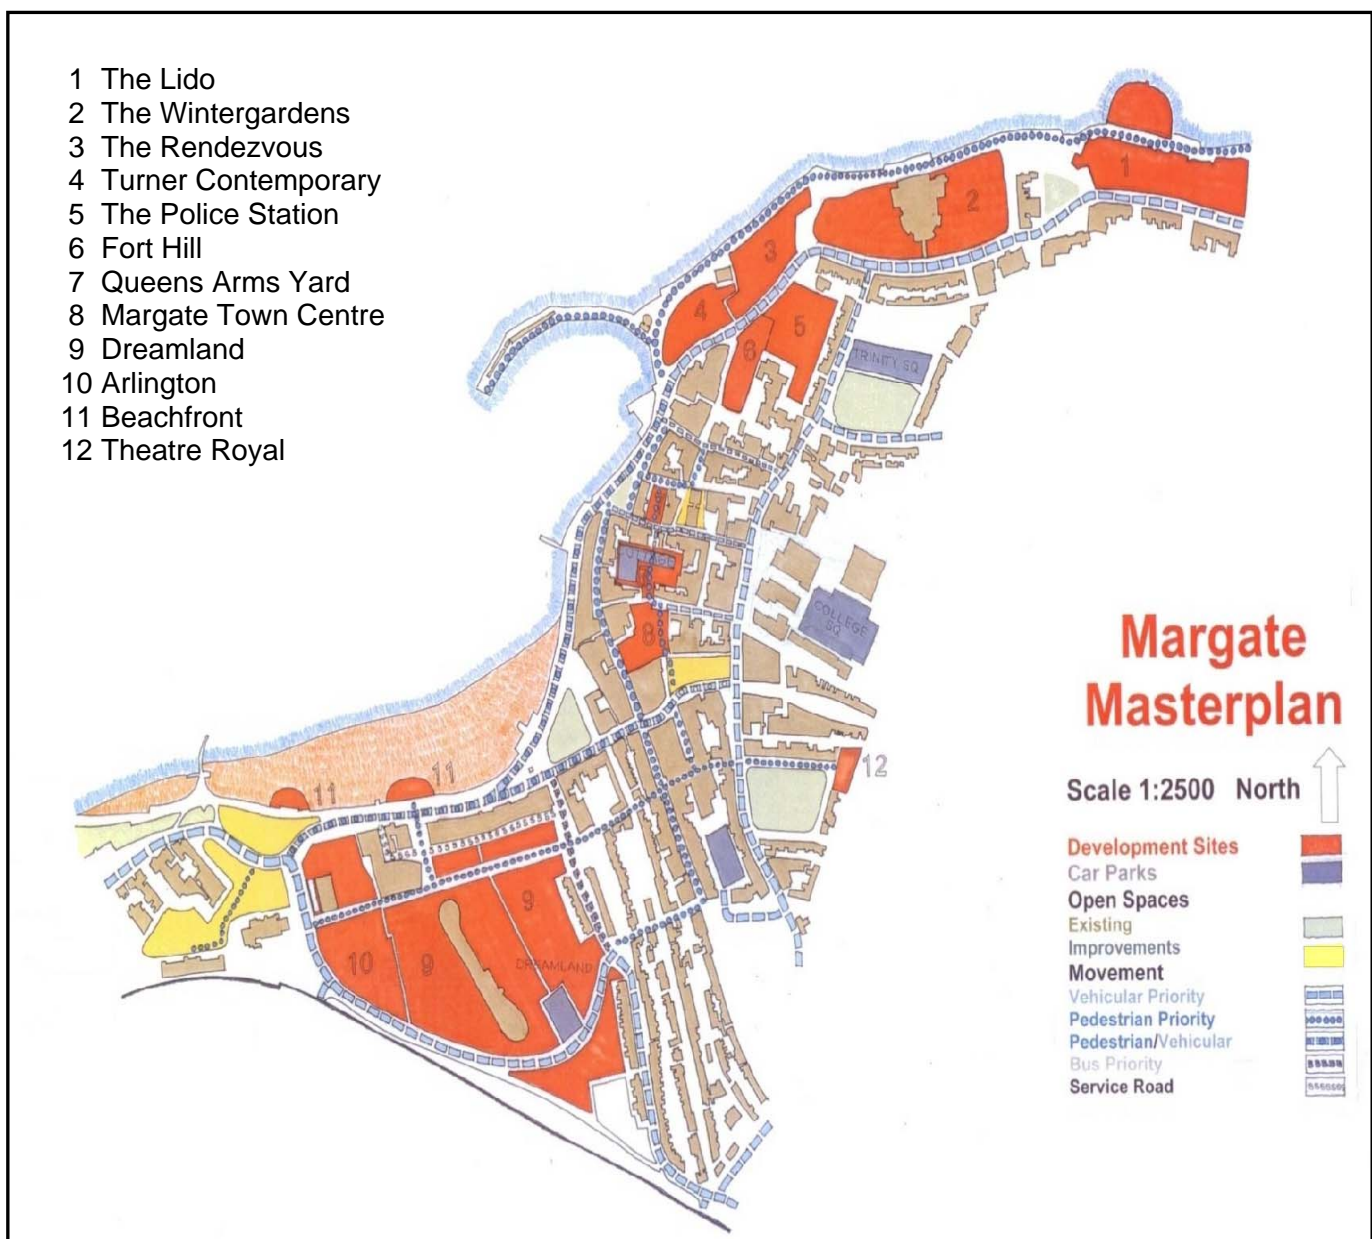 1 The Lido
2 The Wintergardens
3 The Rendezvous
4 Turner Contemporary
5 The Police Station
6 Fort Hill
7 Queens Arms Yard
8 Margate Town Centre
9 Dreamland
10 Arlington
11 Beachfront
12 Theatre Royal
1
2
3
4
5
6
TRINITY SQ
COLLEGE
SQ
8
12
11
11
9
10
9
DREAMLAND
Margate
Masterplan
Scale 1:2500 North
Development Sites
Car Parks
Open Spaces
Existing
Improvements
Movement
Vehicular Priority
Pedestrian Priority
Pedestrian/Vehicular
Bus Priority
Service Road